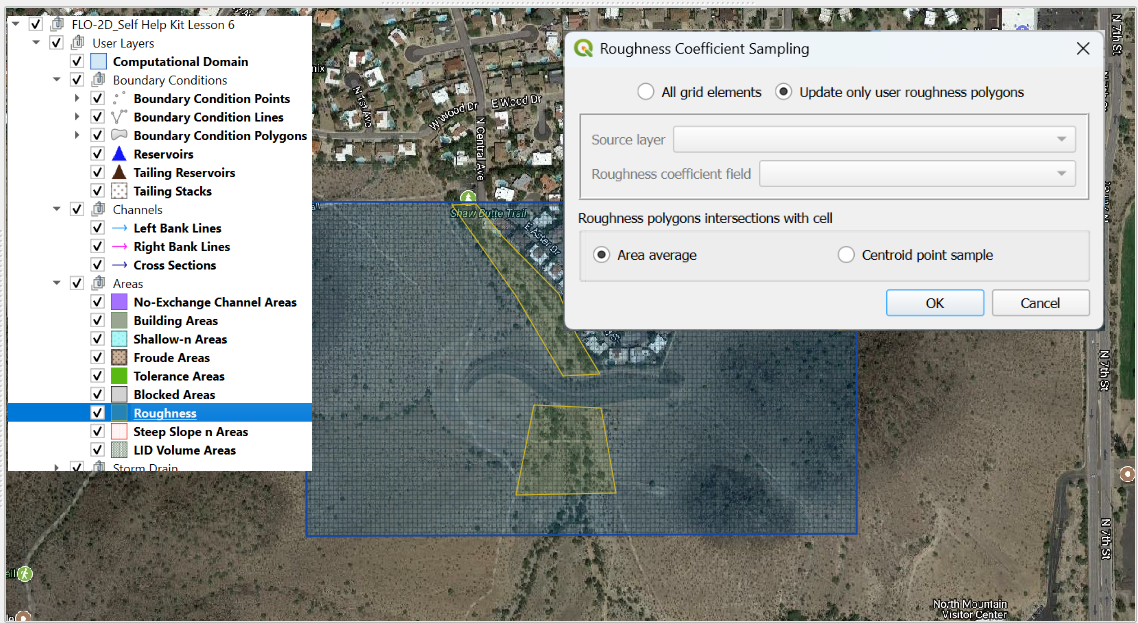 FLO-2D_Self Help Kit Lesson 6
User Layers
Computational Domain
Boundary Conditions
Boundary Condition Points
Boundary Condition Lines
Boundary Condition Polygons
Reservoirs
Tailing Reservoirs
Tailing Stacks
Channels
Left Bank Lines
Right Bank Lines
Cross Sections
Areas
No-Exchange Channel Areas
Building Areas
Shallow-n Areas
Froude Areas
Tolerance Areas
Blocked Areas
Roughness
Steep Slope n Areas
LID Volume Areas
Storm Drain
Roughness Coefficient Sampling
All grid elements
Update only user roughness polygons
Source layer
Roughness coefficient field
Roughness polygons intersections with cell
Area average
Centroid point sample
OK
Cancel
N 1st Ave
W Wood Dr
E Wood Dr
N Central Ave
Shaw Butte Trail
E Aster Dr
N 7th St
N 7th St
N 7th St
North Mountain
Visitor Center